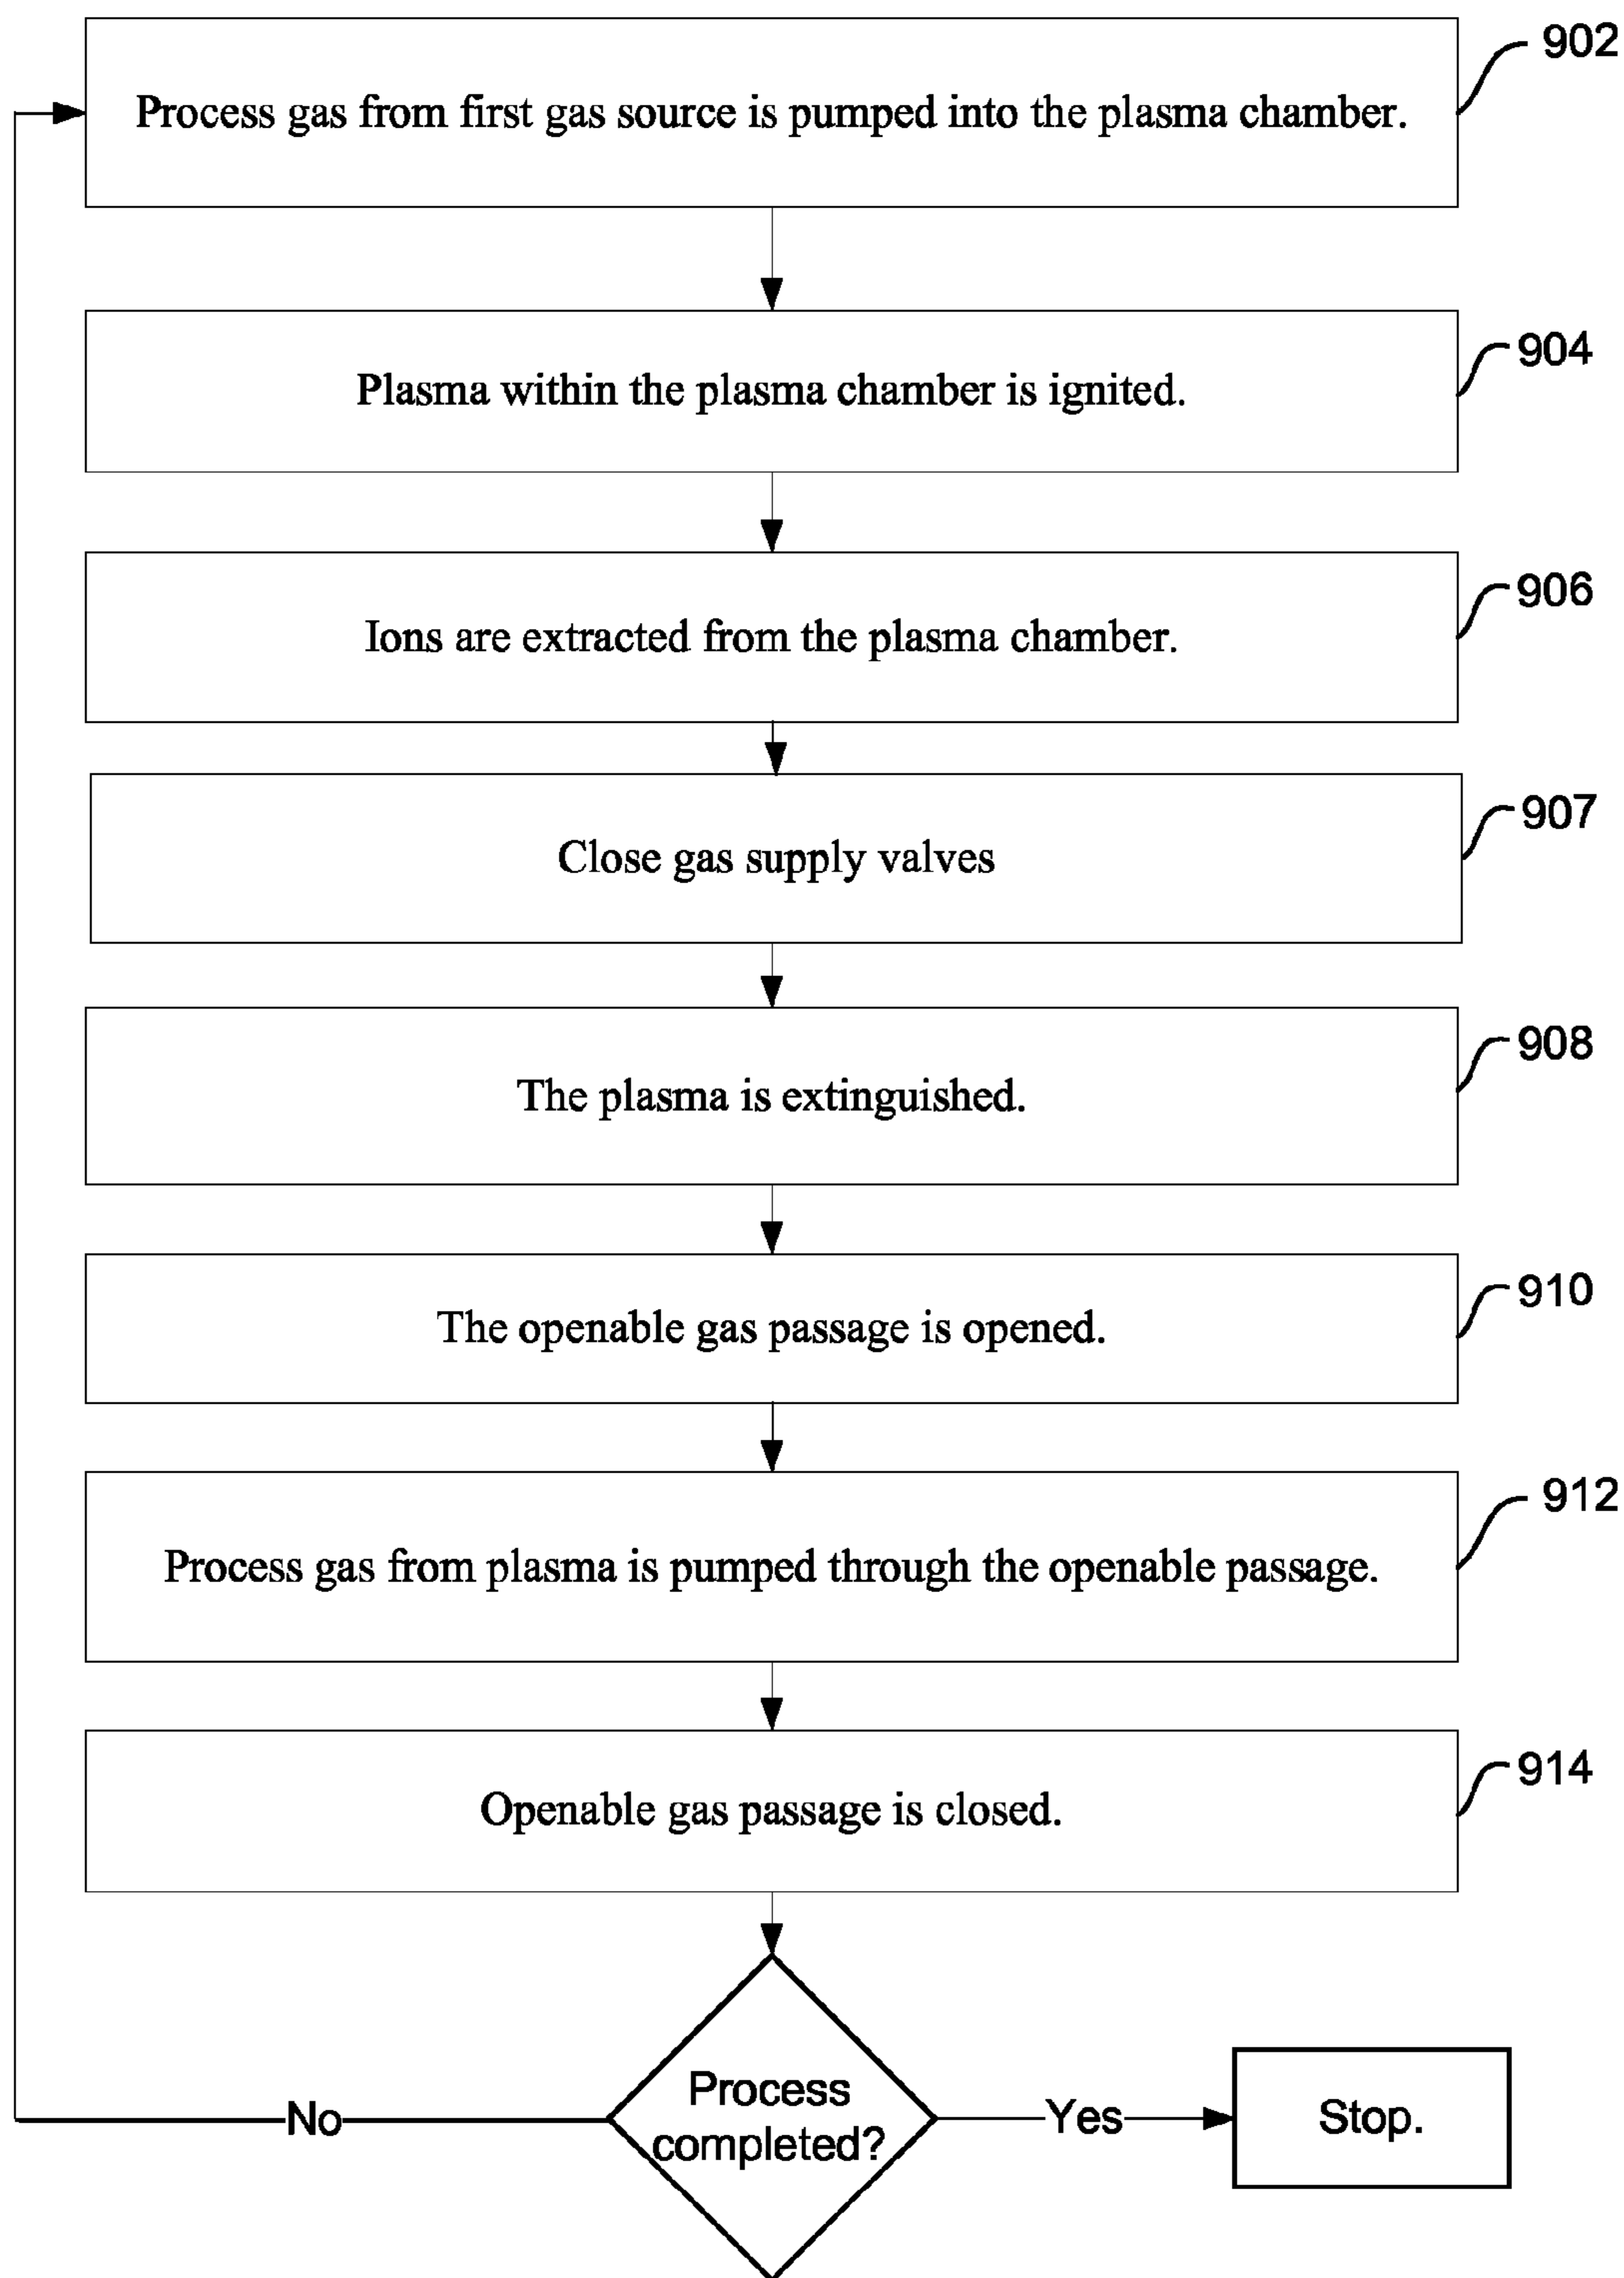 902
Process gas from first gas source is pumped into the plasma chamber.
904
Plasma within the plasma chamber is ignited.
906
Ions are extracted from the plasma chamber.
907
Close gas supply valves
908
The plasma is extinguished.
910
The openable gas passage is opened.
912
Process gas from plasma is pumped through the openable passage.
914
Openable gas passage is closed.
Process
completed?
No
Yes
Stop.